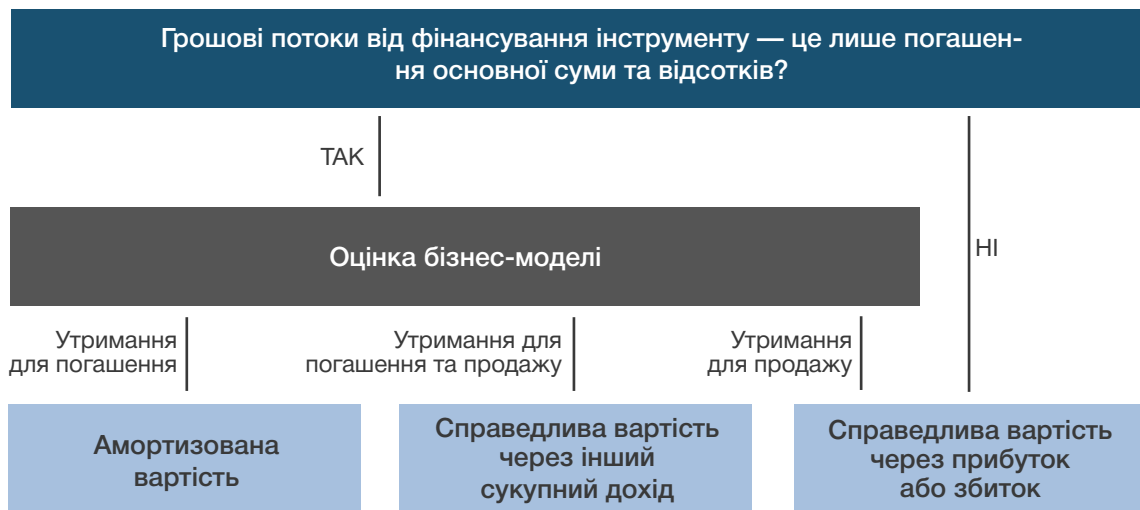 Грошові потоки від фінансування інструменту — це лише погашен-
ня основної суми та відсотків?
ТАК
Оцінка бізнес-моделі
НІ
Утримання
для погашення
Утримання для
погашення та продажу
Утримання
для продажу
Амортизована
вартість
Справедлива вартість
через інший
сукупний дохід
Справедлива вартість
через прибуток
або збиток